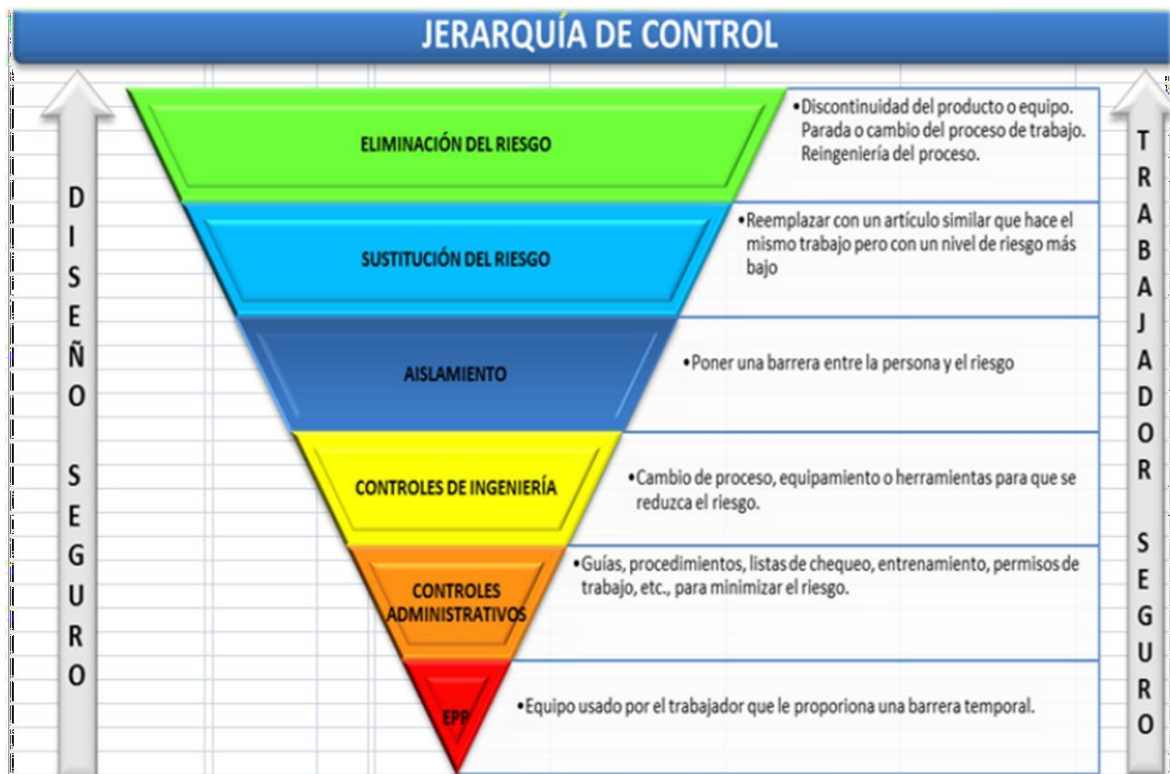 JERARQUÍA DE CONTROL
DISEÑO SEGURO
ELIMINACIÓN DEL RIESGO
•Discontinuidad del producto o equipo.
Parada o cambio del proceso de trabajo.
Reingeniería del proceso.
SUSTITUCIÓN DEL RIESGO
•Reemplazar con un artículo similar que hace el
mismo trabajo pero con un nivel de riesgo más
bajo
AISLAMIENTO
•Poner una barrera entre la persona y el riesgo
CONTROLES DE INGENIERÍA
•Cambio de proceso, equipamiento o herramientas para que se
reduzca el riesgo.
CONTROLES
ADMINISTRATIVOS
•Guías, procedimientos, listas de chequeo, entrenamiento, permisos de
trabajo, etc., para minimizar el riesgo.
EPP
•Equipo usado por el trabajador que le proporiona una barrera temporal.
TRABAJADOR SEGURO